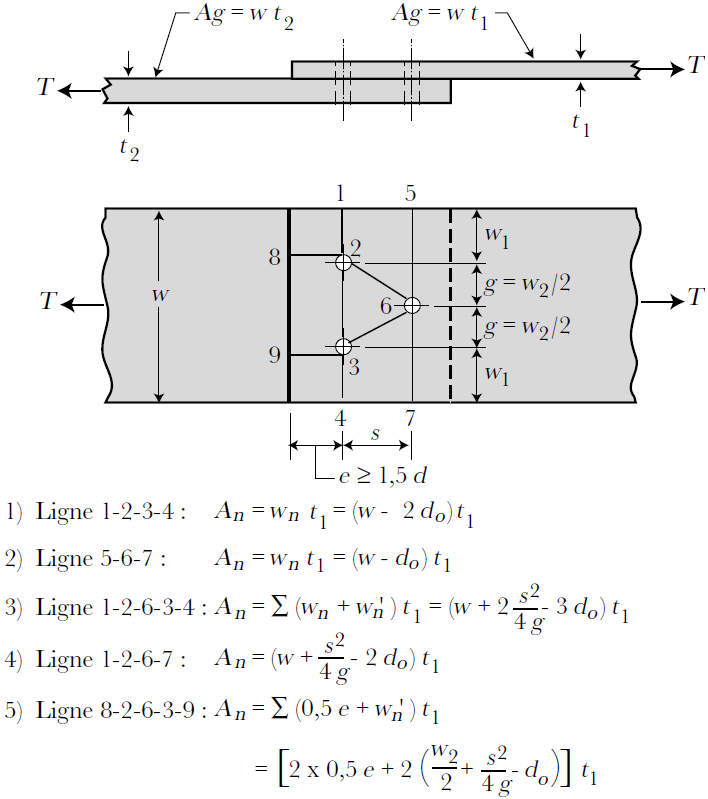 Ag = w t₂
Ag = w t₁
T
T
t₂
t₁
1
5
w₁
2
8
g = w₂/2
w
T
6
T
g = w₂/2
9
3
w₁
4
7
s
e ≥ 1,5 d
1) Ligne 1-2-3-4 : Aₙ = wₙ t₁ = (w - 2 dₒ) t₁
2) Ligne 5-6-7 : Aₙ = wₙ t₁ = (w - dₒ) t₁
3) Ligne 1-2-6-3-4 : Aₙ = Σ (wₙ + wₙ') t₁ = (w + 2 s²/4 g - 3 dₒ) t₁
4) Ligne 1-2-6-7 : Aₙ = (w + s²/4 g - 2 dₒ) t₁
5) Ligne 8-2-6-3-9 : Aₙ = Σ (0,5 e + wₙ') t₁
= [2 x 0,5 e + 2 (w₂/2 + s²/4 g - dₒ)] t₁